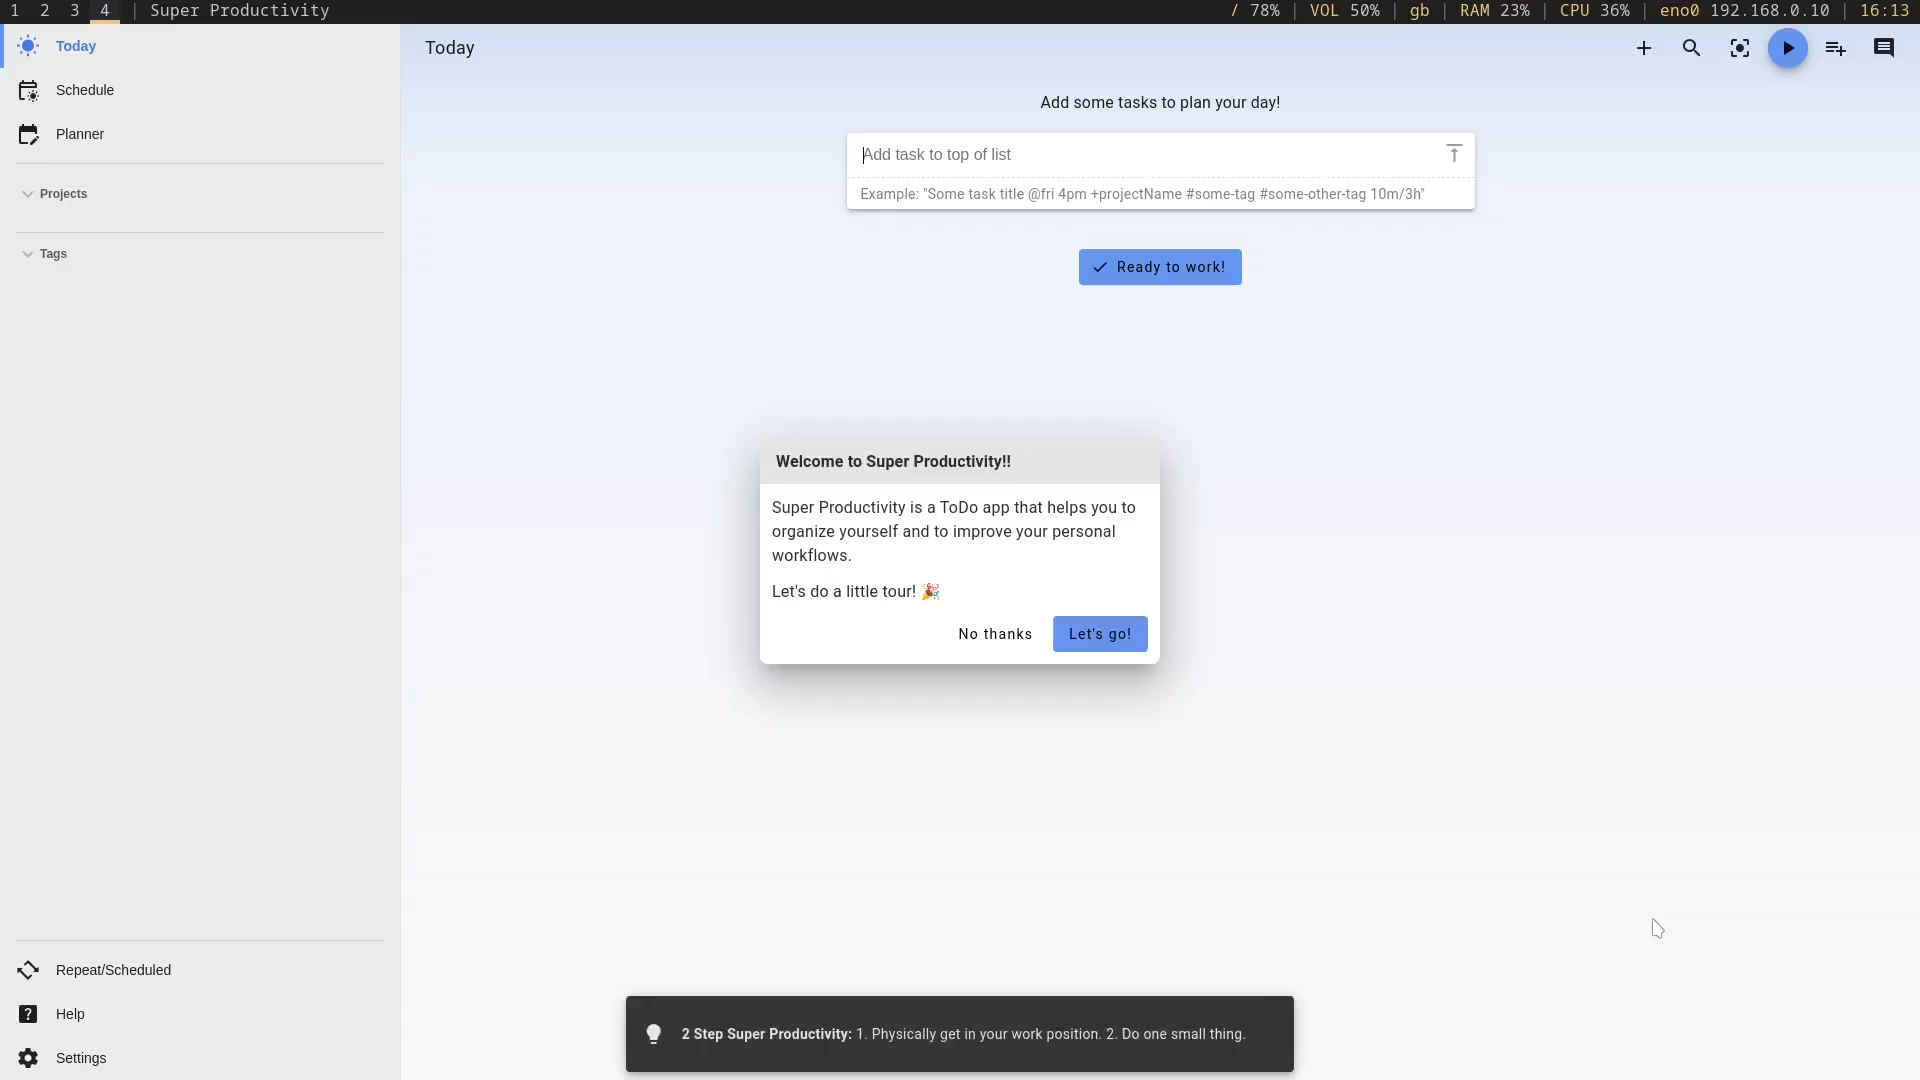 1 2 3 4 | Super Productivity
/ 78% | VOL 50% | gb | RAM 23% | CPU 36% | eno0 192.168.0.10 | 16:13
Today
Schedule
Planner
Projects
Tags
Repeat/Scheduled
Help
Settings
Today
Add some tasks to plan your day!
Add task to top of list
Example: "Some task title @fri 4pm +projectName #some-tag #some-other-tag 10m/3h"
Ready to work!
Welcome to Super Productivity!!
Super Productivity is a ToDo app that helps you to
organize yourself and to improve your personal
workflows.
Let's do a little tour! 🎉
No thanks
Let's go!
2 Step Super Productivity: 1. Physically get in your work position. 2. Do one small thing.